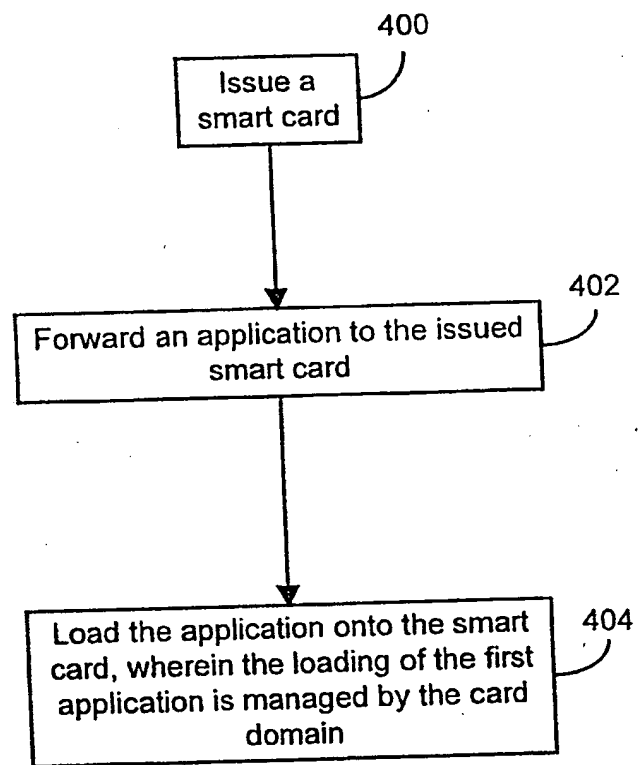 400
Issue a
smart card
402
Forward an application to the issued
smart card
404
Load the application onto the smart
card, wherein the loading of the first
application is managed by the card
domain